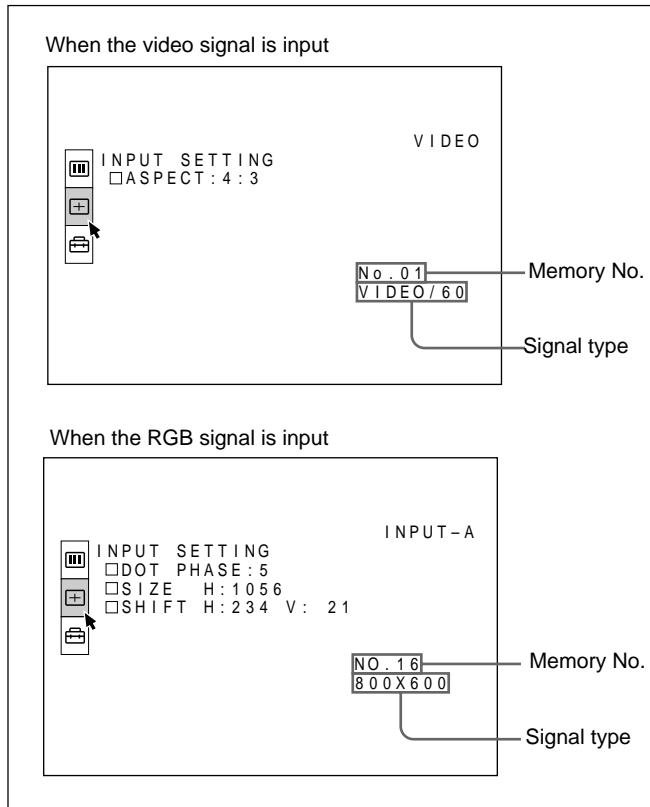 When the video signal is input
VIDEO
INPUT SETTING
□ASPECT:4:3
No.01
Memory No.
VIDEO/60
Signal type
When the RGB signal is input
INPUT–A
INPUT SETTING
□DOT PHASE:5
□SIZE H:1056
□SHIFT H:234 V: 21
NO.16
Memory No.
800X600
Signal type